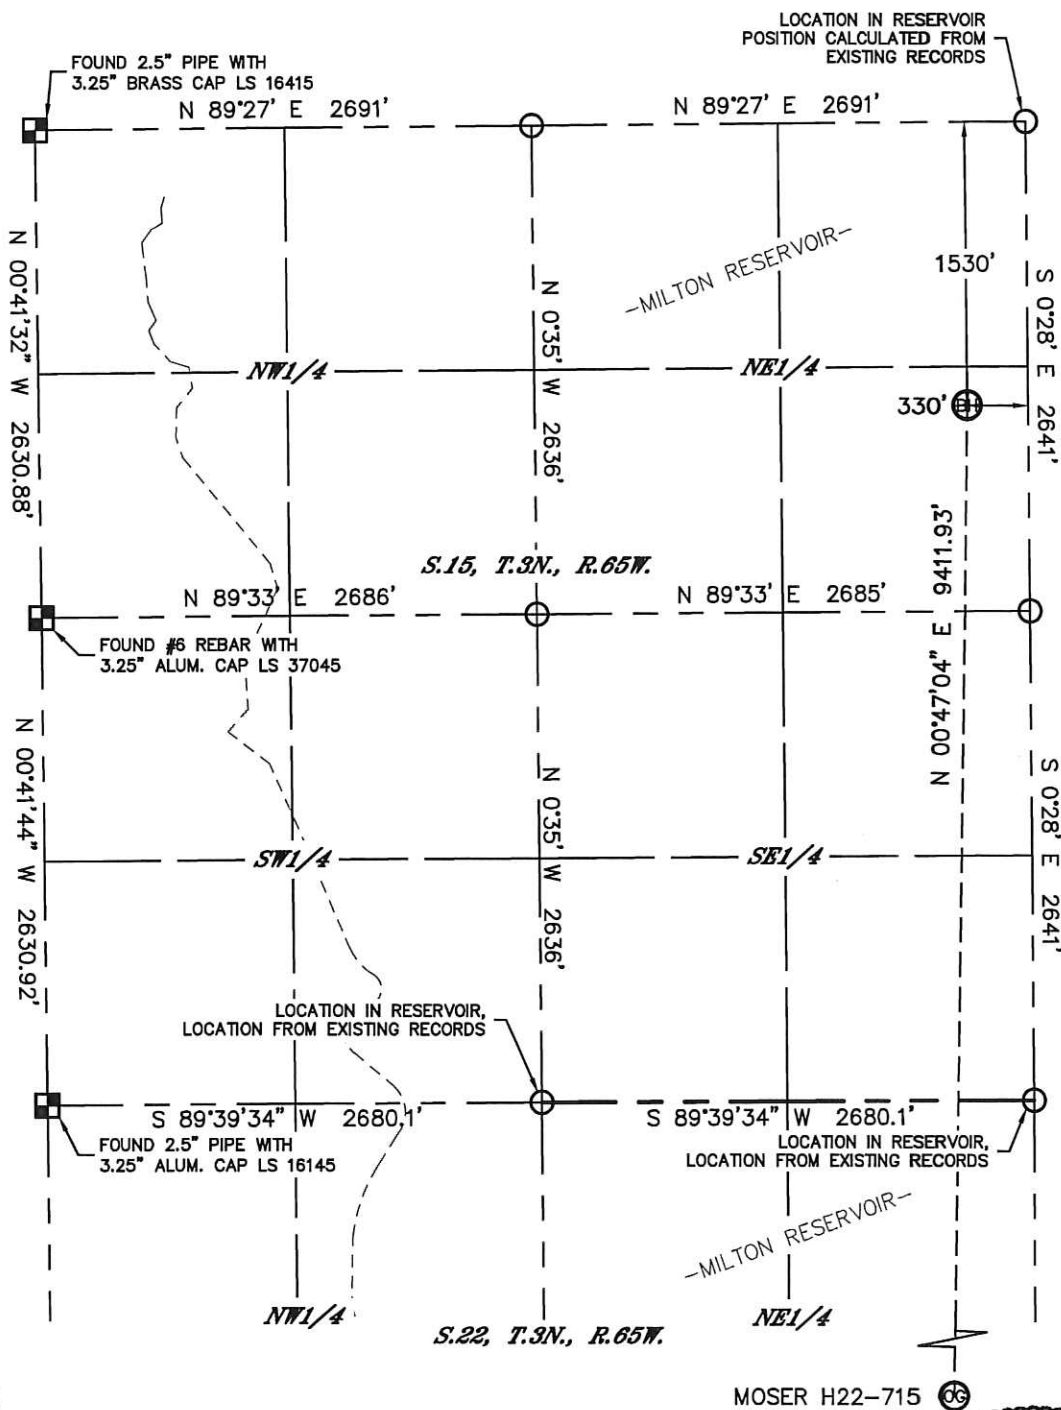 LOCATION IN RESERVOIR
POSITION CALCULATED FROM
EXISTING RECORDS
FOUND 2.5" PIPE WITH
3.25" BRASS CAP LS 16415
N 89°27' E 2691'
N 89°27' E 2691'
-MILTON RESERVOIR-
1530'
N 00°41'32" W 2630.88'
N 0°35' W 2636'
S 0°28' E 2641'
NW1/4
NE1/4
330'
BH
N 00°47'04" E 9411.93'
S.15, T.3N., R.65W.
N 89°33' E 2686'
N 89°33' E 2685'
FOUND #6 REBAR WITH
3.25" ALUM. CAP LS 37045
N 00°41'44" W 2630.92'
N 0°35' W 2636'
S 0°28' E 2641'
SW1/4
SE1/4
LOCATION IN RESERVOIR,
LOCATION FROM EXISTING RECORDS
S 89°39'34" W 2680.1'
S 89°39'34" W 2680.1'
FOUND 2.5" PIPE WITH
3.25" ALUM. CAP LS 16145
LOCATION IN RESERVOIR,
LOCATION FROM EXISTING RECORDS
-MILTON RESERVOIR-
NW1/4
NE1/4
S.22, T.3N., R.65W.
MOSER H22-715
OG